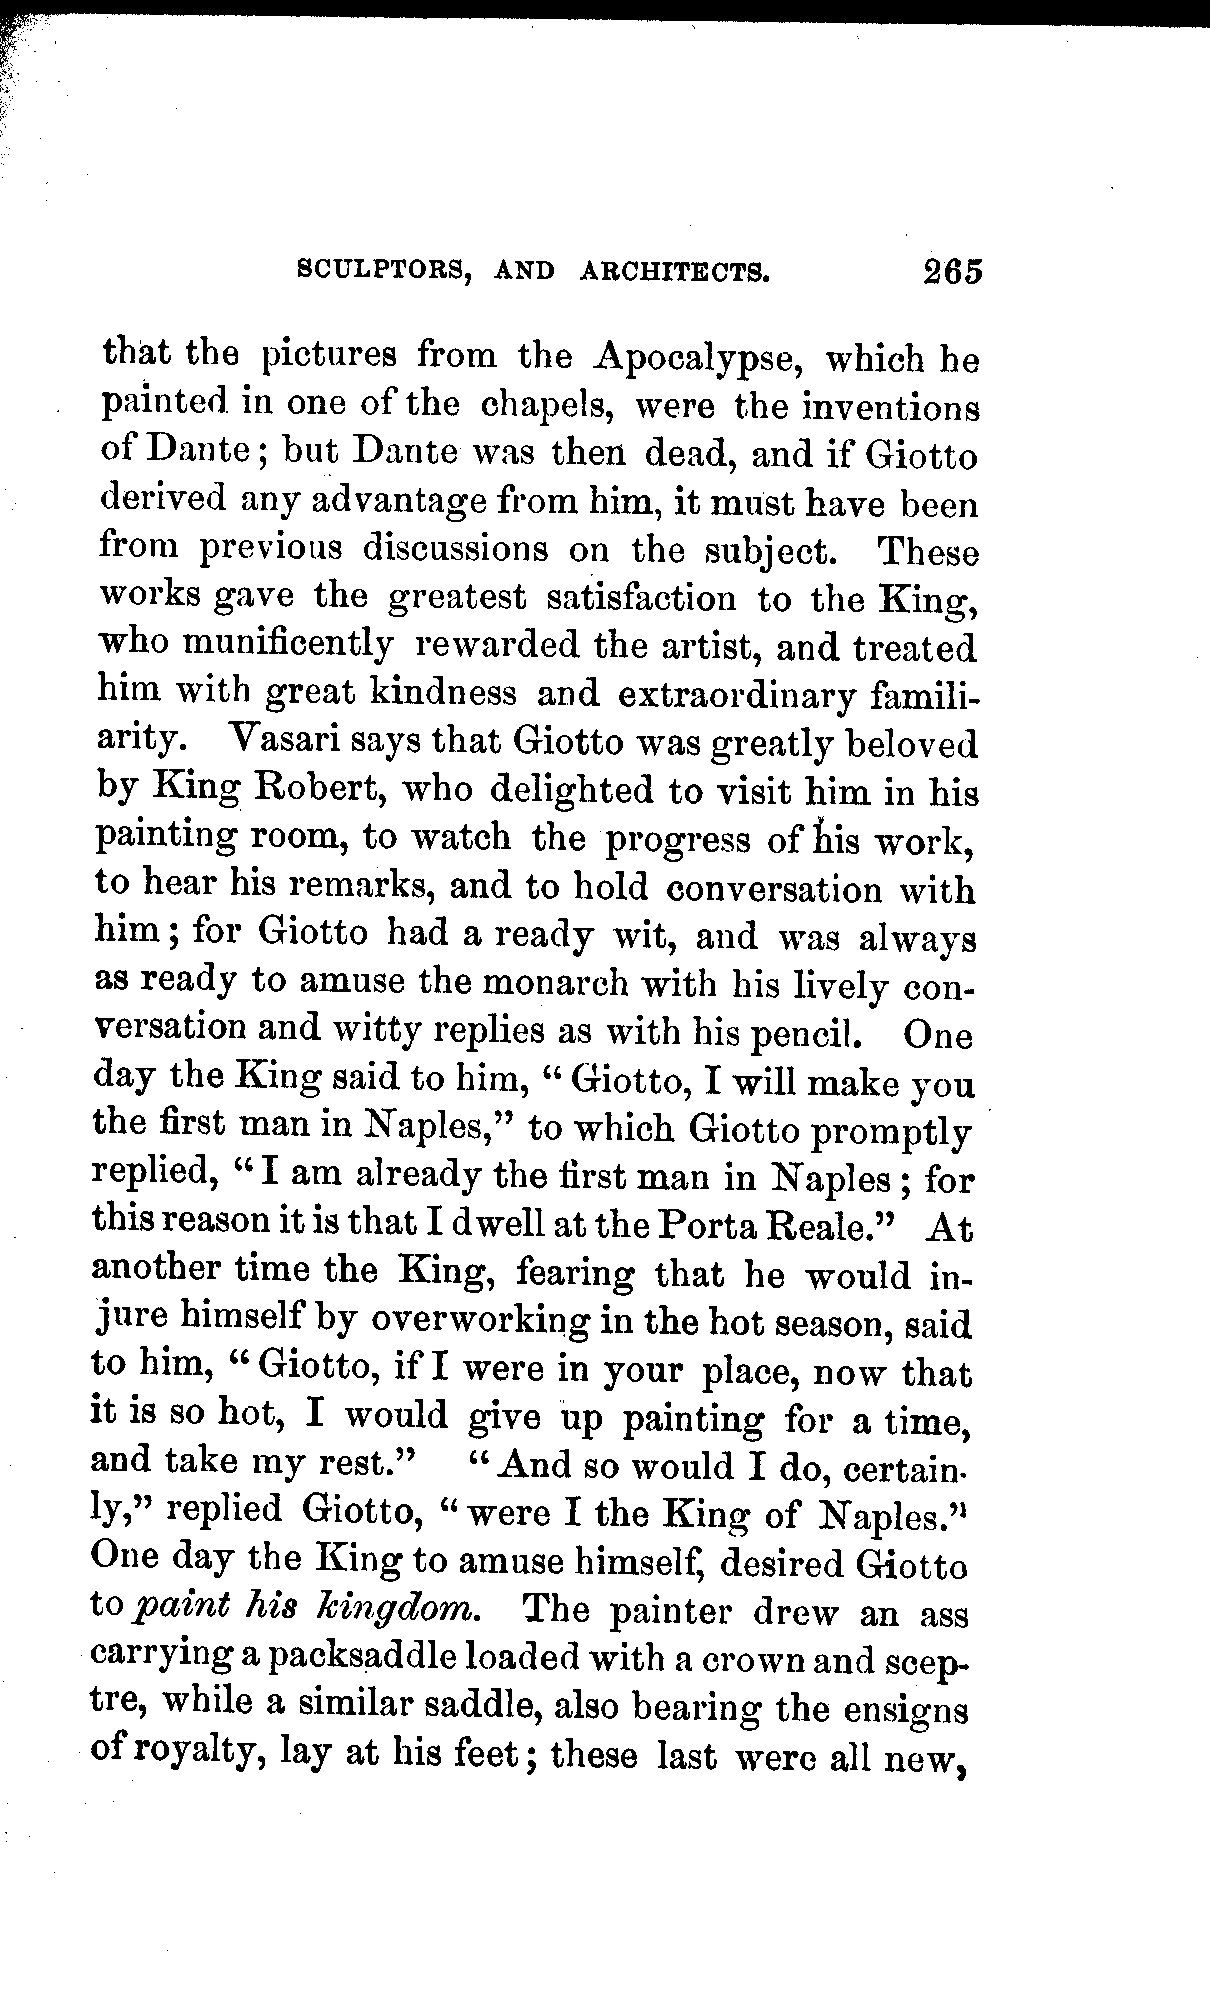 SCULPTORS, AND ARCHITECTS. 265
that the pictures from the Apocalypse, which he
painted in one of the chapels, were the inventions
of Dante; but Dante was then dead, and if Giotto
derived any advantage from him, it must have been
from previous discussions on the subject. These
works gave the greatest satisfaction to the King,
who munificently rewarded the artist, and treated
him with great kindness and extraordinary famili-
arity. Vasari says that Giotto was greatly beloved
by King Robert, who delighted to visit him in his
painting room, to watch the progress of his work,
to hear his remarks, and to hold conversation with
him; for Giotto had a ready wit, and was always
as ready to amuse the monarch with his lively con-
versation and witty replies as with his pencil. One
day the King said to him, “Giotto, I will make you
the first man in Naples,” to which Giotto promptly
replied, “I am already the first man in Naples; for
this reason it is that I dwell at the Porta Reale.” At
another time the King, fearing that he would in-
jure himself by overworking in the hot season, said
to him, “Giotto, if I were in your place, now that
it is so hot, I would give up painting for a time,
and take my rest.” “And so would I do, certain-
ly,” replied Giotto, “were I the King of Naples.”
One day the King to amuse himself, desired Giotto
to paint his kingdom. The painter drew an ass
carrying a packsaddle loaded with a crown and scep-
tre, while a similar saddle, also bearing the ensigns
of royalty, lay at his feet; these last were all new,